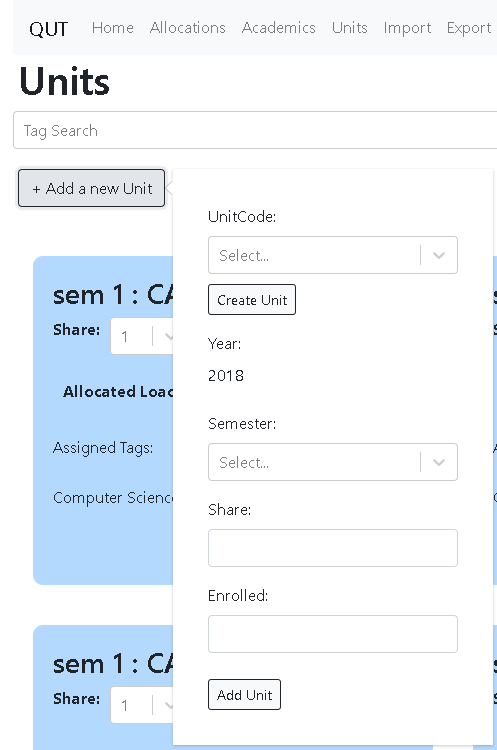 QUT Home Allocations Academics Units Import Export
Units
Tag Search
+ Add a new Unit
UnitCode:
Select...
Create Unit
Year:
2018
Semester:
Select...
Share:
Enrolled:
Add Unit
sem 1 : CA
Share: 1
Allocated Load
Assigned Tags:
Computer Science
sem 1 : CA
Share: 1